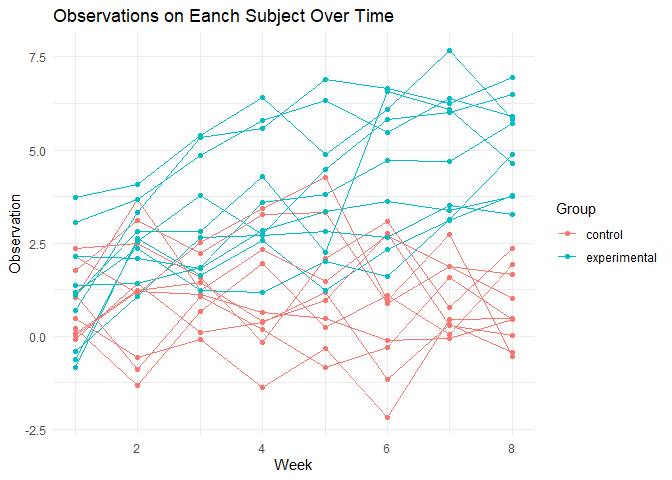 Observations on Eanch Subject Over Time
7.5
5.0
2.5
0.0
-2.5
Observation
2
4
6
8
Week
Group
control
experimental